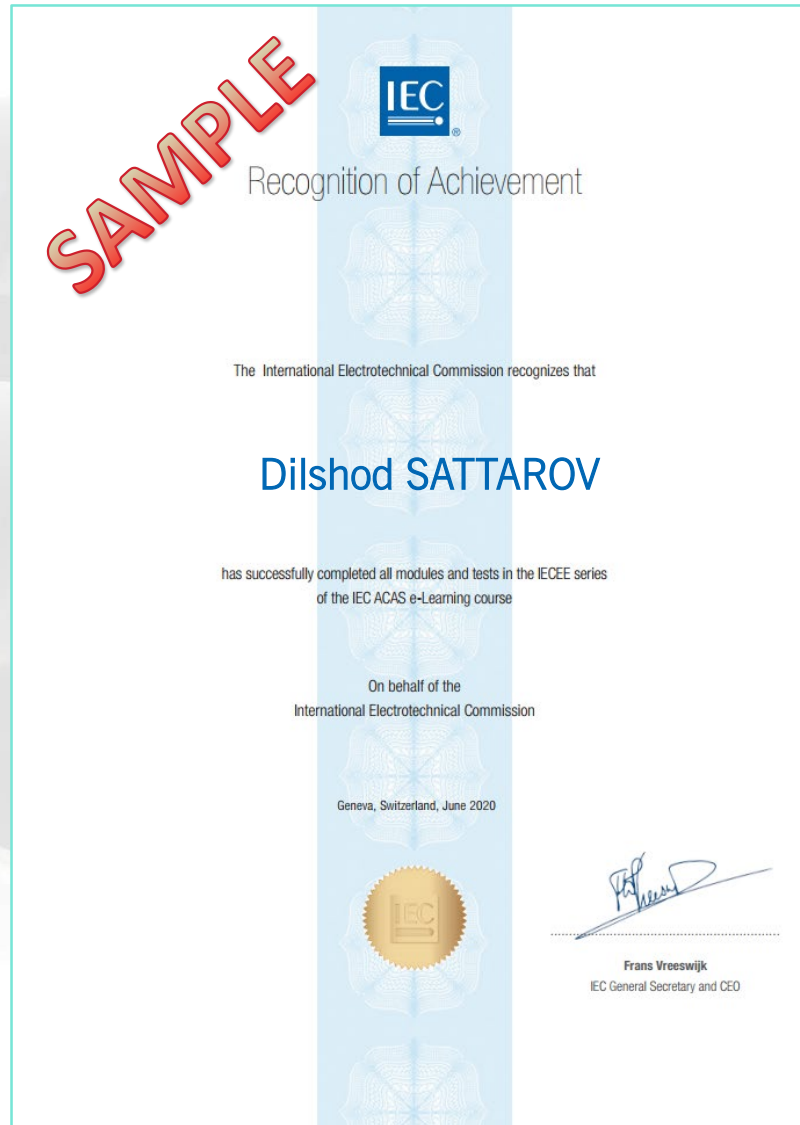 SAMPLE
IEC
®
Recognition of Achievement
The International Electrotechnical Commission recognizes that
Dilshod SATTAROV
has successfully completed all modules and tests in the IECEE series
of the IEC ACAS e-Learning course
On behalf of the
International Electrotechnical Commission
Geneva, Switzerland, June 2020
IEC
Frans Vreeswijk
IEC General Secretary and CEO